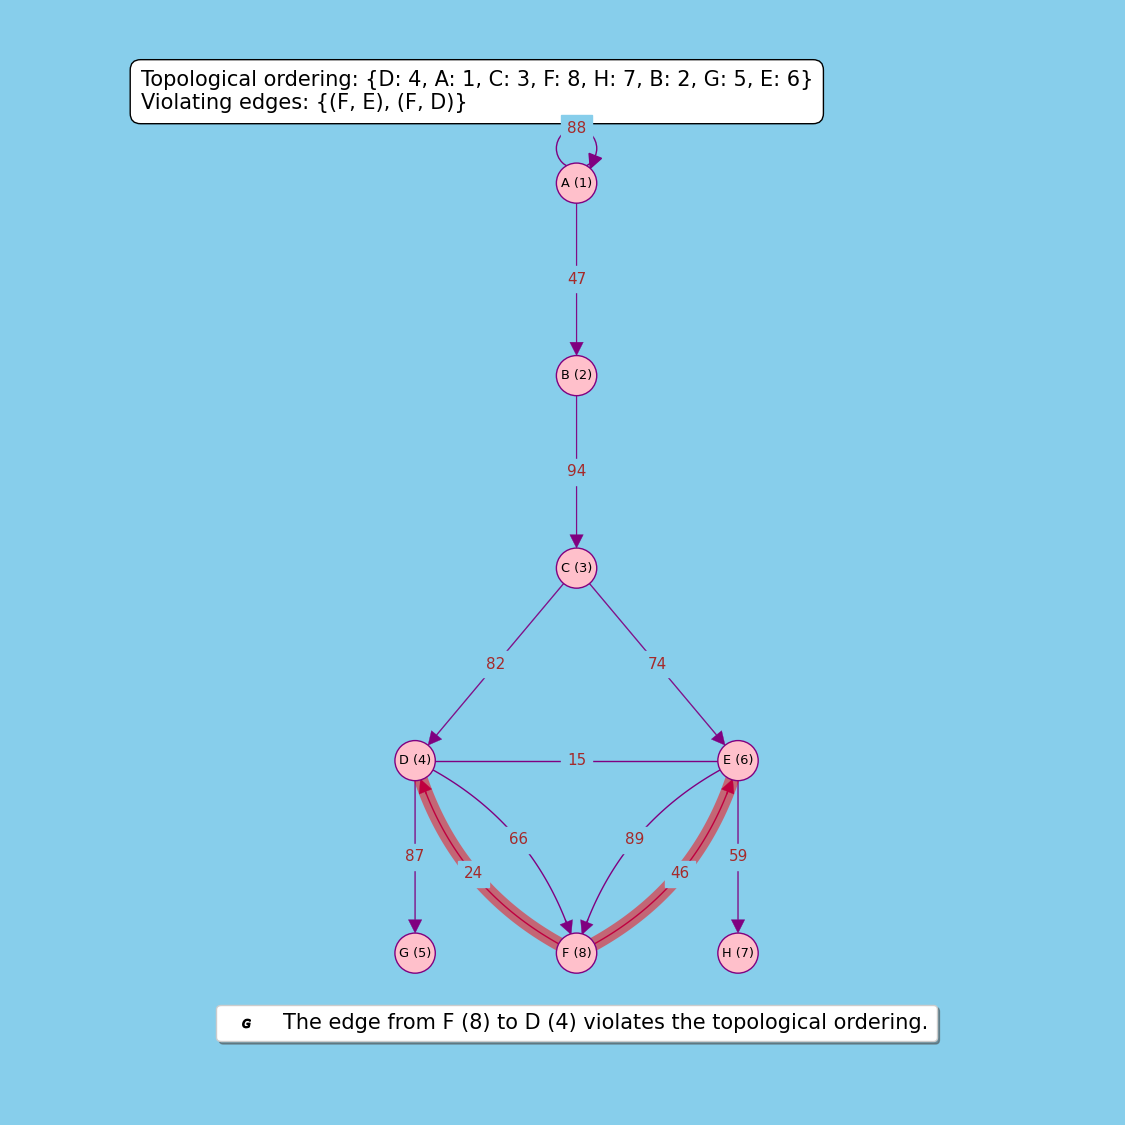 Topological ordering: {D: 4, A: 1, C: 3, F: 8, H: 7, B: 2, G: 5, E: 6}
Violating edges: {(F, E), (F, D)}
88
A (1)
47
B (2)
94
C (3)
82
74
D (4)
15
E (6)
66
89
87
24
46
59
G (5)
F (8)
H (7)
G The edge from F (8) to D (4) violates the topological ordering.